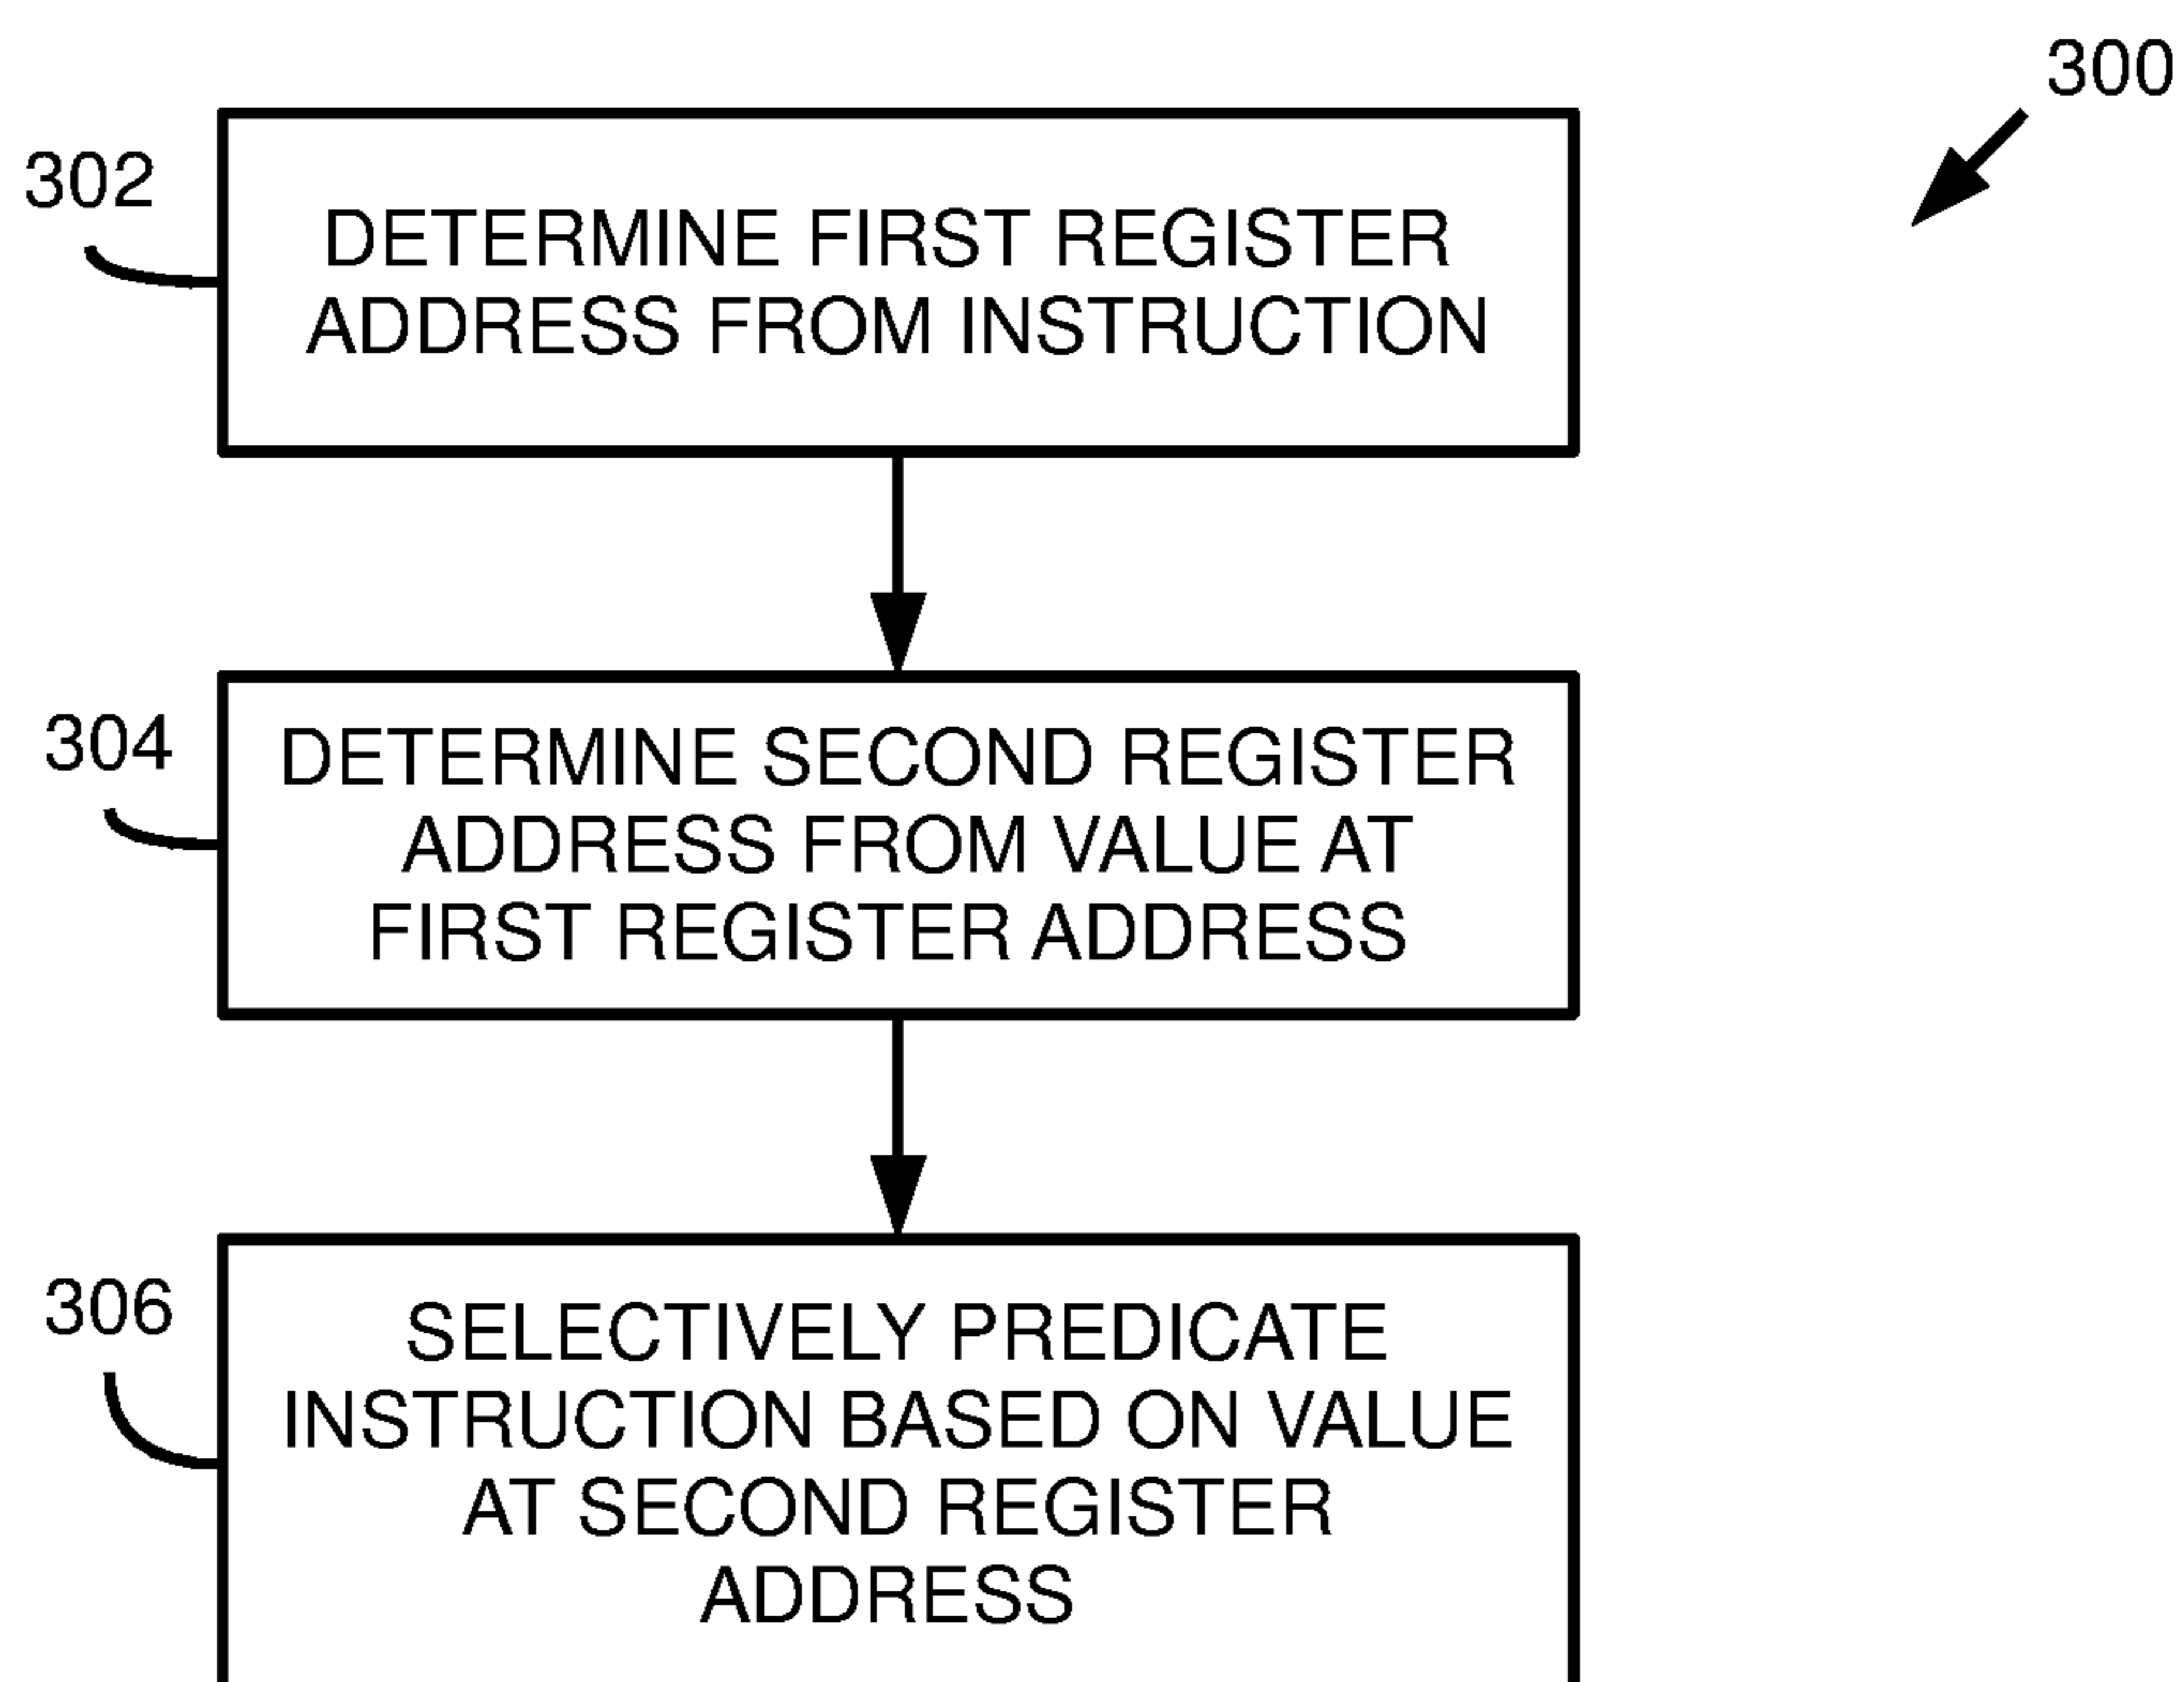 300
302
DETERMINE FIRST REGISTER
ADDRESS FROM INSTRUCTION
304
DETERMINE SECOND REGISTER
ADDRESS FROM VALUE AT
FIRST REGISTER ADDRESS
306
SELECTIVELY PREDICATE
INSTRUCTION BASED ON VALUE
AT SECOND REGISTER
ADDRESS